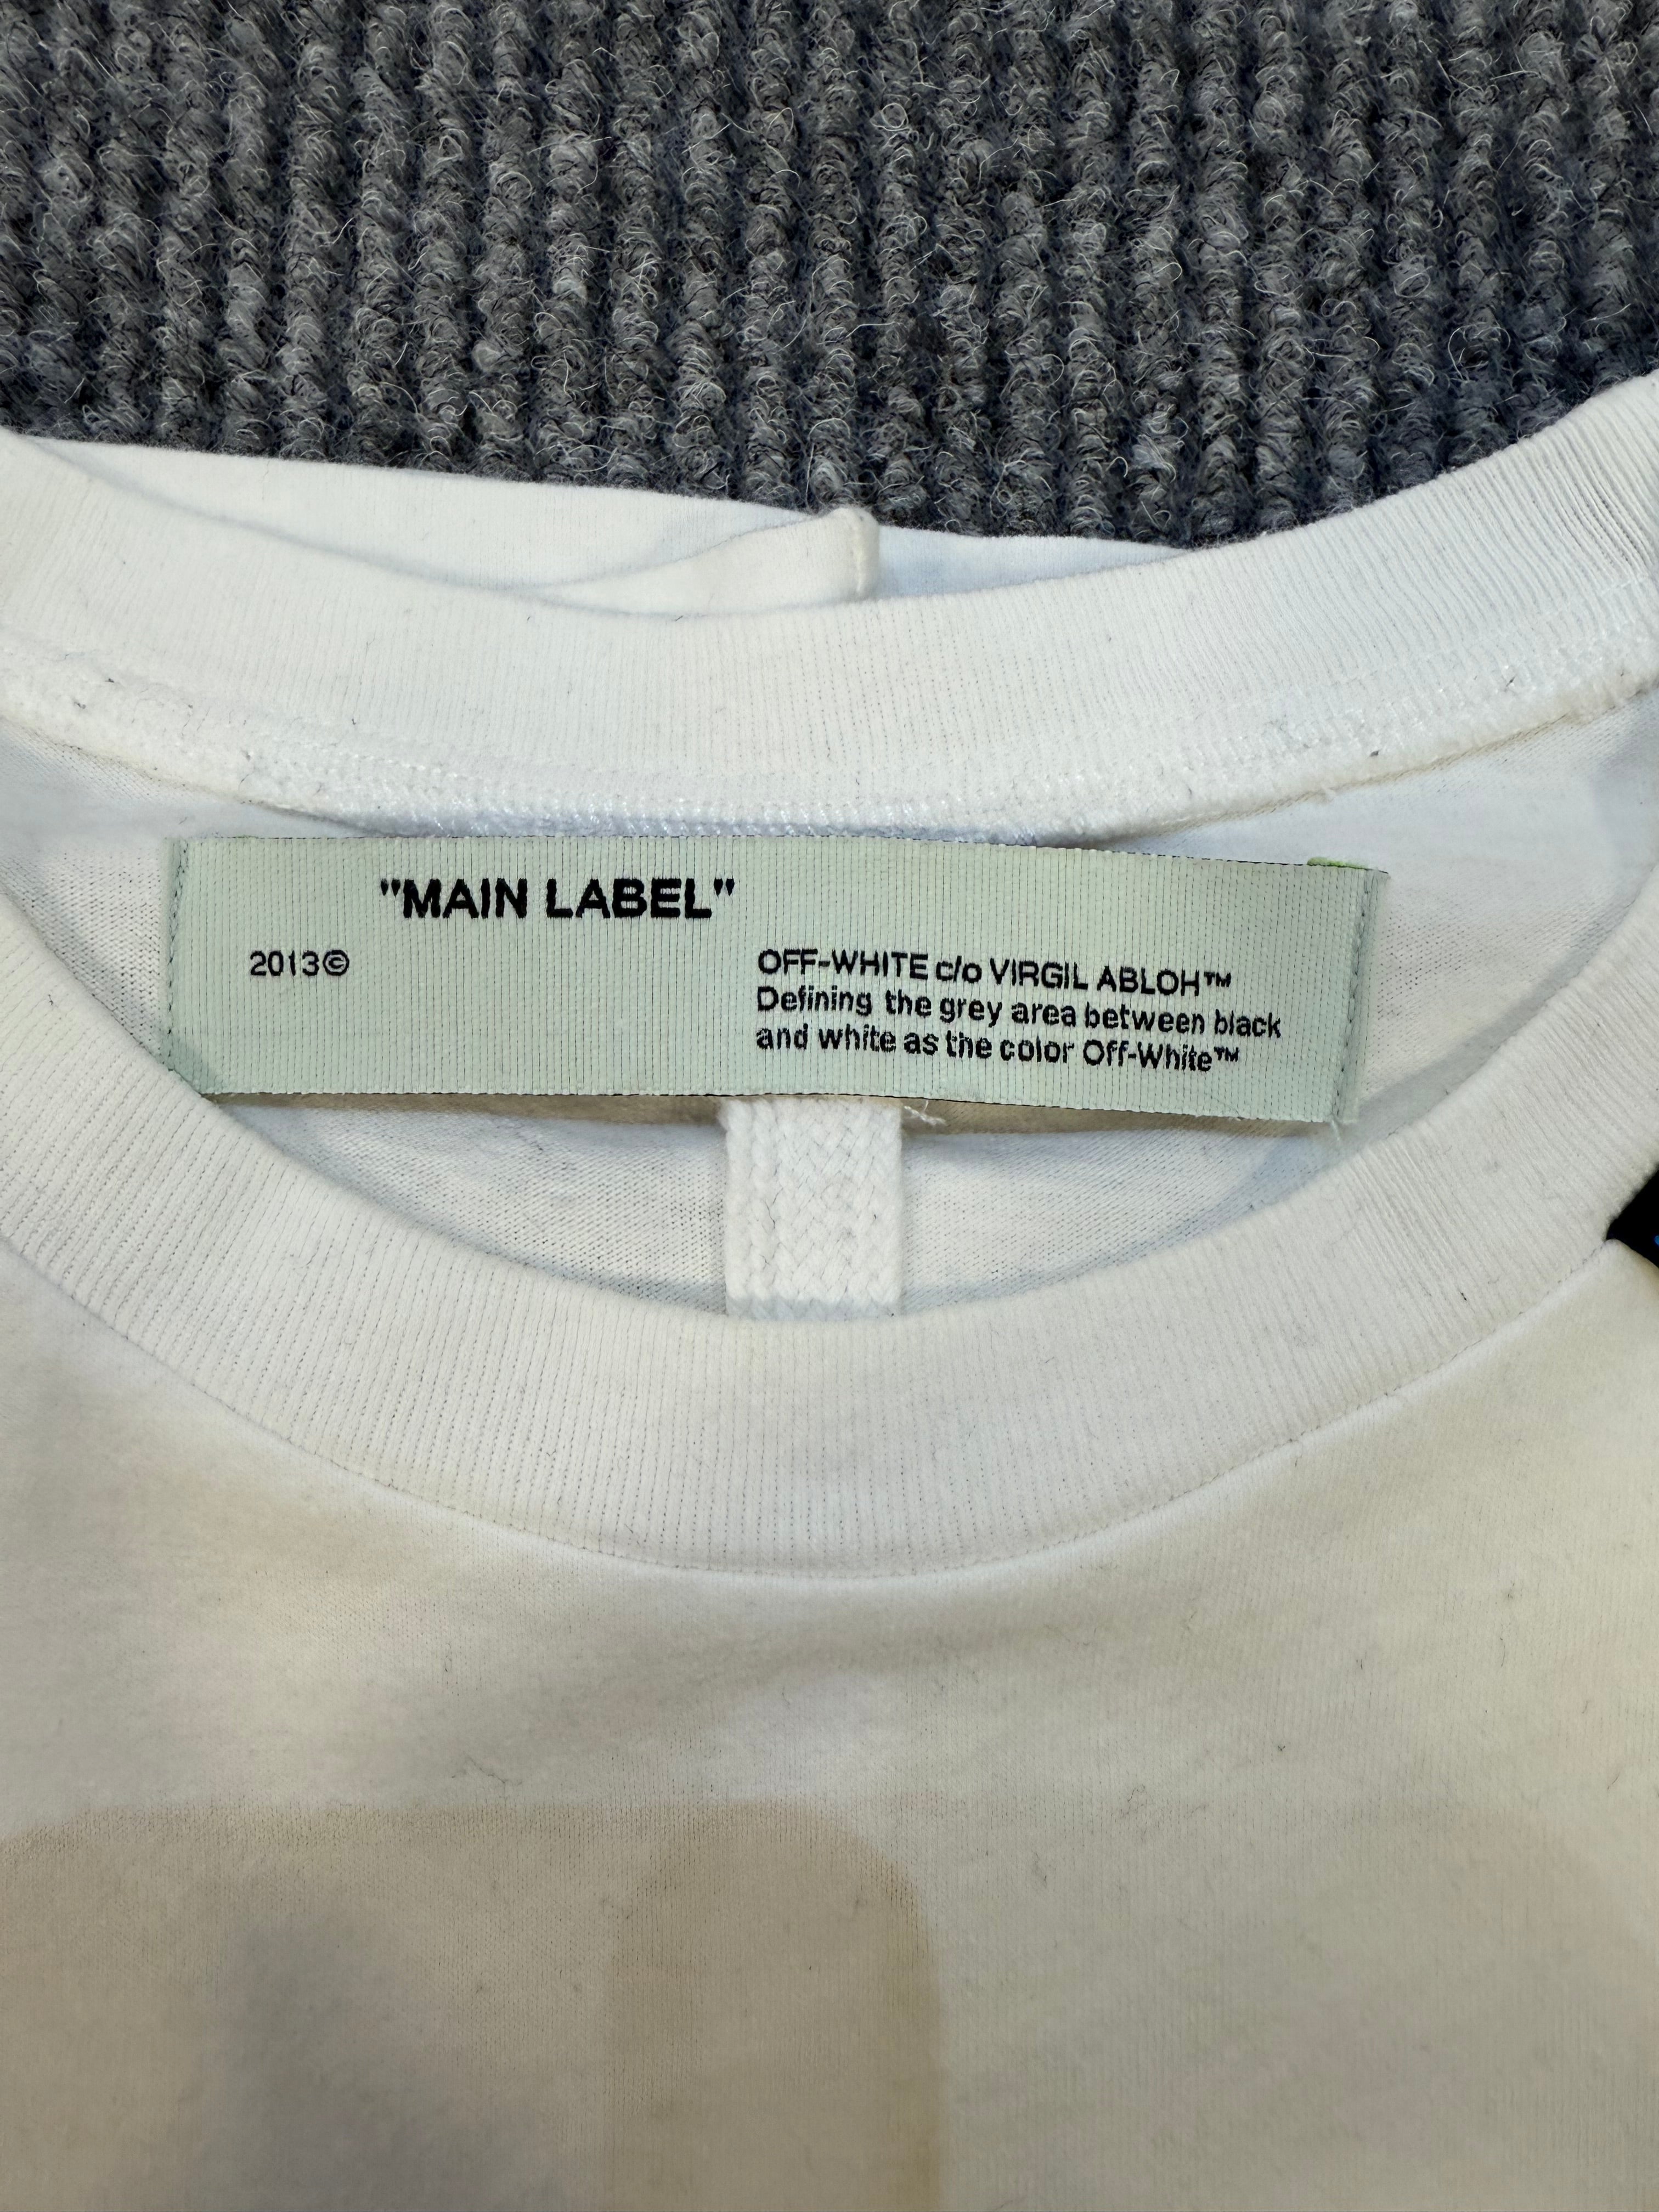 "MAIN LABEL"
2013©
OFF-WHITE c/o VIRGIL ABLOH™
Defining the grey area between black
and white as the color Off-White™